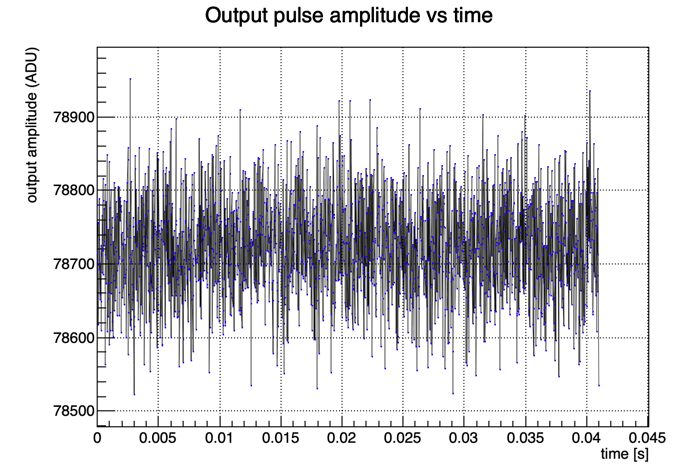 Output pulse amplitude vs time
output amplitude (ADU)
78900
78800
78700
78600
78500
0 0.005 0.01 0.015 0.02 0.025 0.03 0.035 0.04 0.045
time [s]